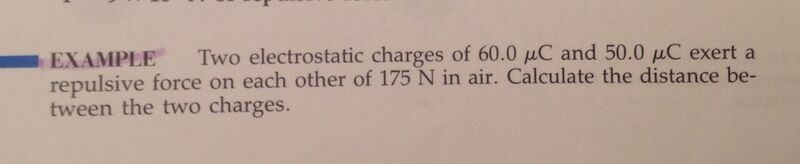 EXAMPLE Two electrostatic charges of 60.0 μC and 50.0 μC exert a
repulsive force on each other of 175 N in air. Calculate the distance be-
tween the two charges.